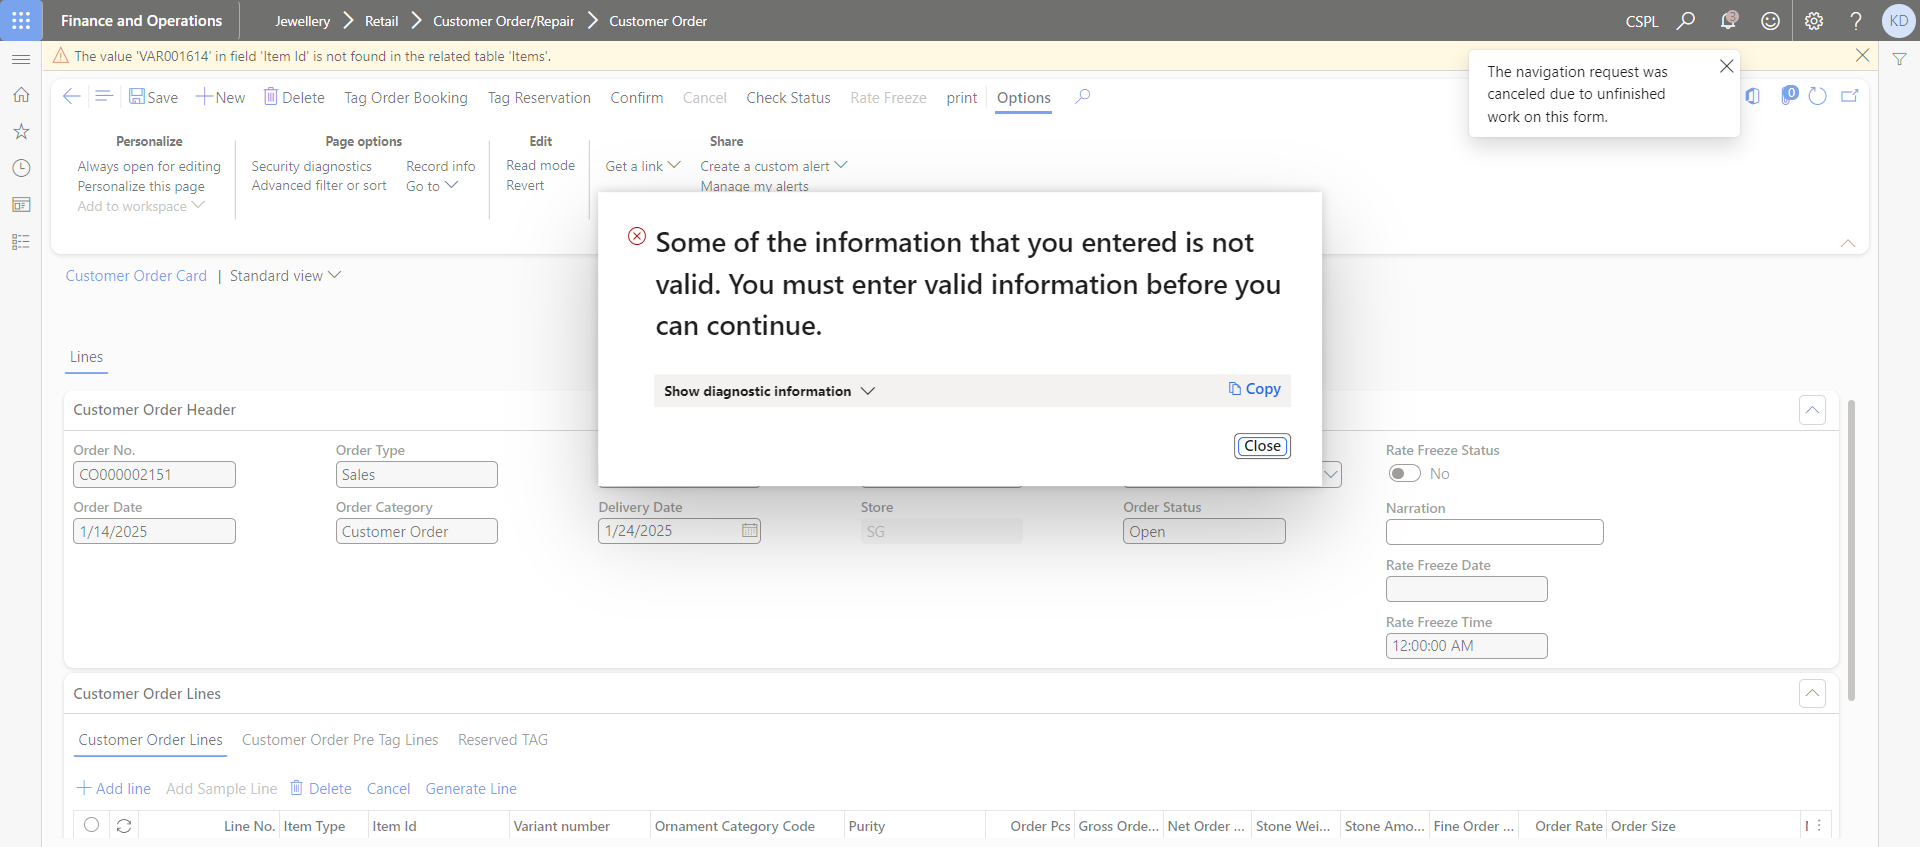 Finance and Operations
Jewellery
Retail
Customer Order/Repair
Customer Order
CSPL
3
KD
The value 'VAR001614' in field 'Item Id' is not found in the related table 'Items'.
The navigation request was
canceled due to unfinished
work on this form.
Save
New
Delete
Tag Order Booking
Tag Reservation
Confirm
Cancel
Check Status
Rate Freeze
print
Options
0
Personalize
Always open for editing
Personalize this page
Add to workspace
Page options
Security diagnostics
Advanced filter or sort
Record info
Go to
Edit
Read mode
Revert
Share
Get a link
Create a custom alert
Manage my alerts
Some of the information that you entered is not
valid. You must enter valid information before you
can continue.
Show diagnostic information
Copy
Close
Customer Order Card | Standard view
Lines
Customer Order Header
Order No.
CO000002151
Order Date
1/14/2025
Order Type
Sales
Order Category
Customer Order
Delivery Date
1/24/2025
Store
SG
Order Status
Open
Rate Freeze Status
No
Narration
Rate Freeze Date
Rate Freeze Time
12:00:00 AM
Customer Order Lines
Customer Order Lines
Customer Order Pre Tag Lines
Reserved TAG
Add line
Add Sample Line
Delete
Cancel
Generate Line
Line No.
Item Type
Item Id
Variant number
Ornament Category Code
Purity
Order Pcs
Gross Orde...
Net Order ...
Stone Wei...
Stone Amo...
Fine Order ...
Order Rate
Order Size